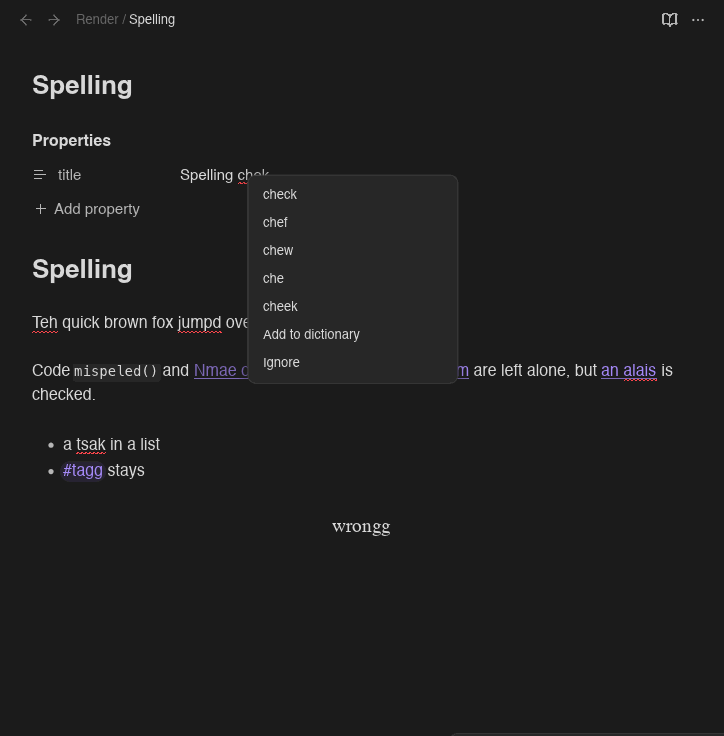 Render / Spelling
Spelling
Properties
title Spelling chek
check
Add property
chef
chew
Spelling
che
cheek
Teh quick brown fox jumpd
Add to dictionary
Ignore
Code mispeled() and Nmae are left alone, but an alais is
checked.
a tsak in a list
#tagg stays
wrongg